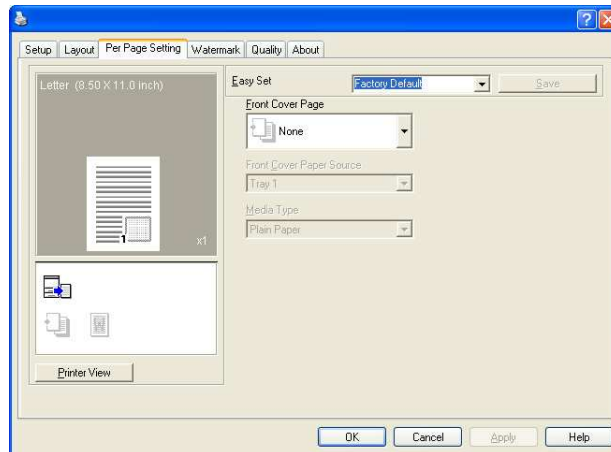 Setup Layout Per Page Setting Watermark Quality About
Letter (8.50 X 11.0 inch)
1
x1
Printer View
Easy Set Factory Default Save
Front Cover Page
None
Front Cover Paper Source
Tray 1
Media Type
Plain Paper
OK Cancel Apply Help